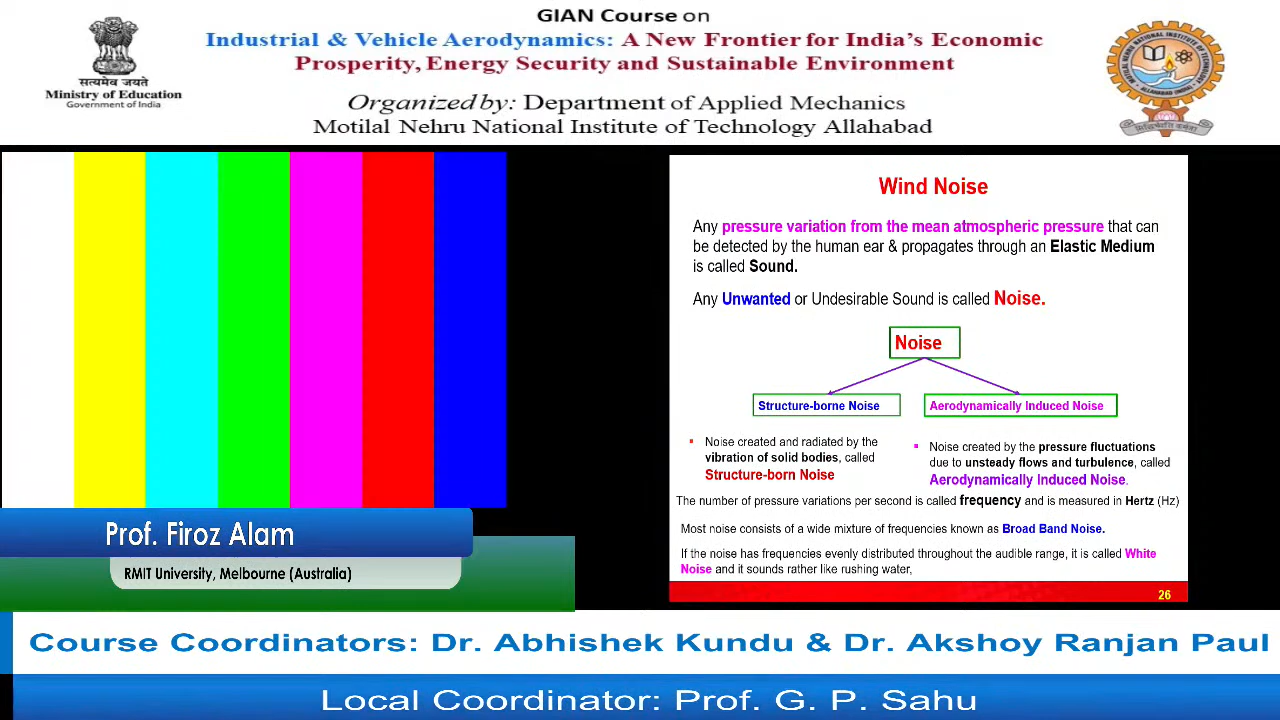 GIAN Course on
Industrial & Vehicle Aerodynamics: A New Frontier for India's Economic
Prosperity, Energy Security and Sustainable Environment
Organized by: Department of Applied Mechanics
Motilal Nehru National Institute of Technology Allahabad
सत्यमेव जयते
Ministry of Education
Government of India
Wind Noise
Any pressure variation from the mean atmospheric pressure that can
be detected by the human ear & propagates through an Elastic Medium
is called Sound.
Any Unwanted or Undesirable Sound is called Noise.
Noise
Structure-borne Noise
Aerodynamically Induced Noise
Noise created and radiated by the
vibration of solid bodies, called
Structure-born Noise
Noise created by the pressure fluctuations
due to unsteady flows and turbulence, called
Aerodynamically Induced Noise.
The number of pressure variations per second is called frequency and is measured in Hertz (Hz)
Most noise consists of a wide mixture of frequencies known as Broad Band Noise.
If the noise has frequencies evenly distributed throughout the audible range, it is called White
Noise and it sounds rather like rushing water,
26
Prof. Firoz Alam
RMIT University, Melbourne (Australia)
Course Coordinators: Dr. Abhishek Kundu & Dr. Akshoy Ranjan Paul
Local Coordinator: Prof. G. P. Sahu